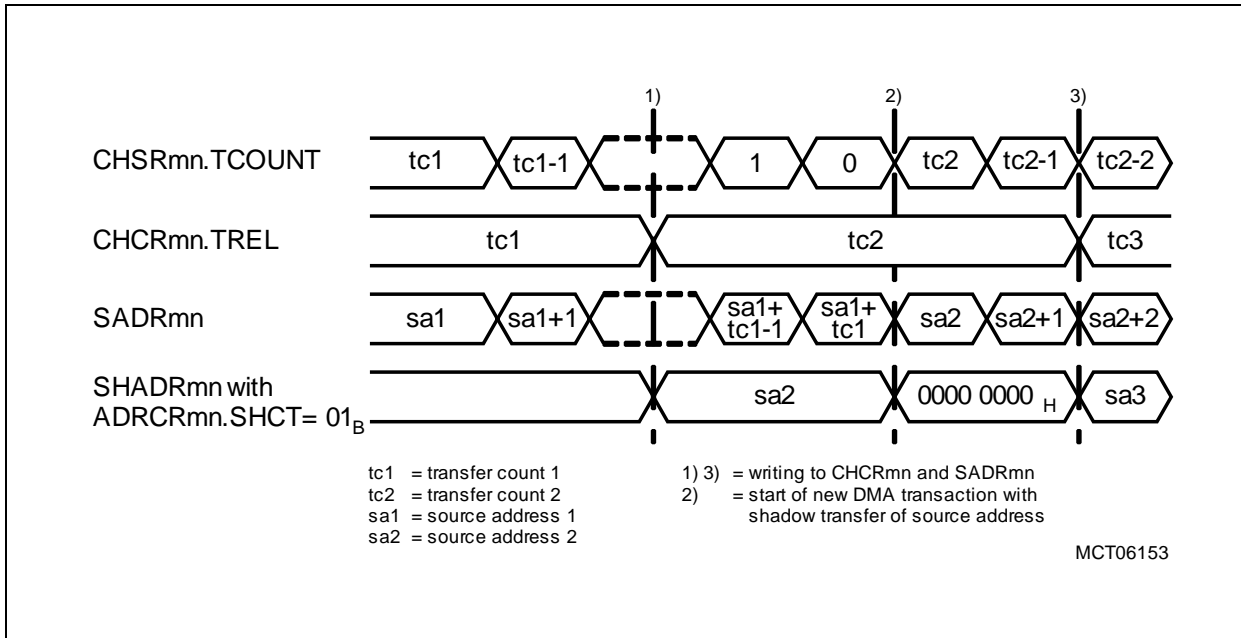 1) 2) 3)
CHSRmn.TCOUNT tc1 tc1-1 1 0 tc2 tc2-1 tc2-2
CHCRmn.TREL tc1 tc2 tc3
SADRmn sa1 sa1+1 sa1+ tc1-1 sa1+ tc1 sa2 sa2+1 sa2+2
SHADRmn with
ADRCRmn.SHCT= 01B sa2 0000 0000 H sa3
tc1 = transfer count 1
tc2 = transfer count 2
sa1 = source address 1
sa2 = source address 2
1) 3) = writing to CHCRmn and SADRmn
2) = start of new DMA transaction with
shadow transfer of source address
MCT06153